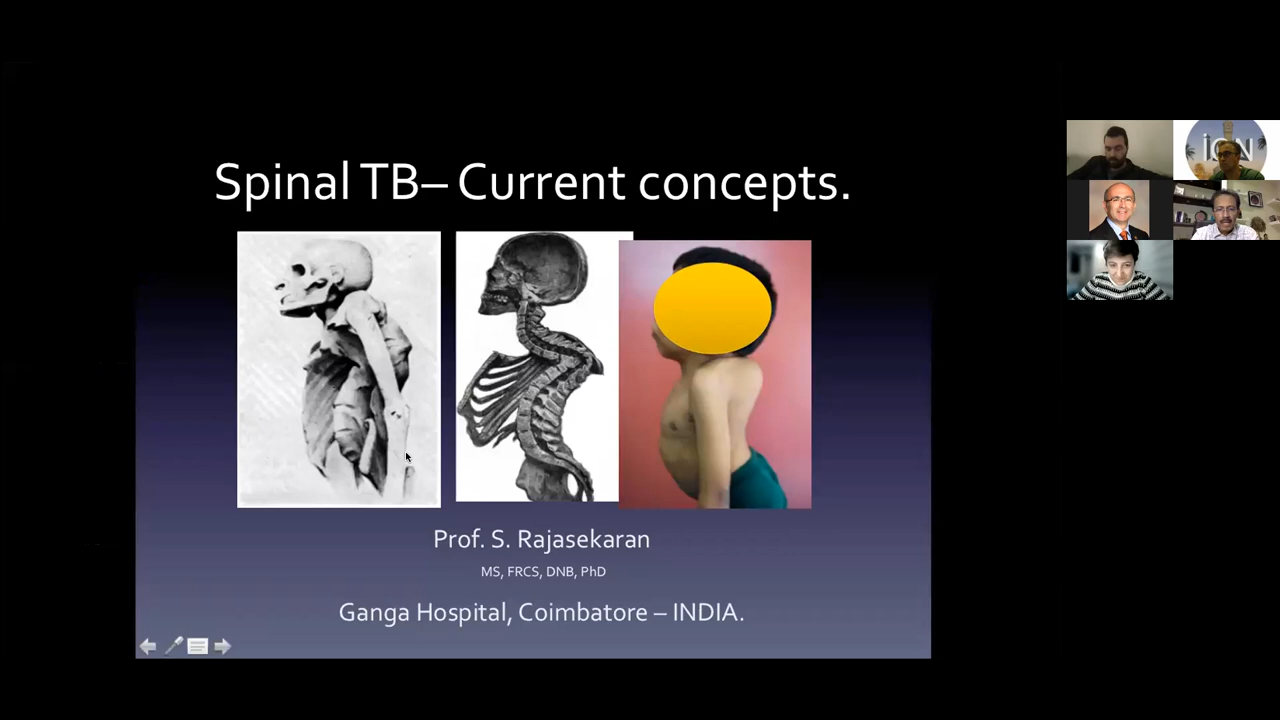 Spinal TB– Current concepts.
Prof. S. Rajasekaran
MS, FRCS, DNB, PhD
Ganga Hospital, Coimbatore – INDIA.